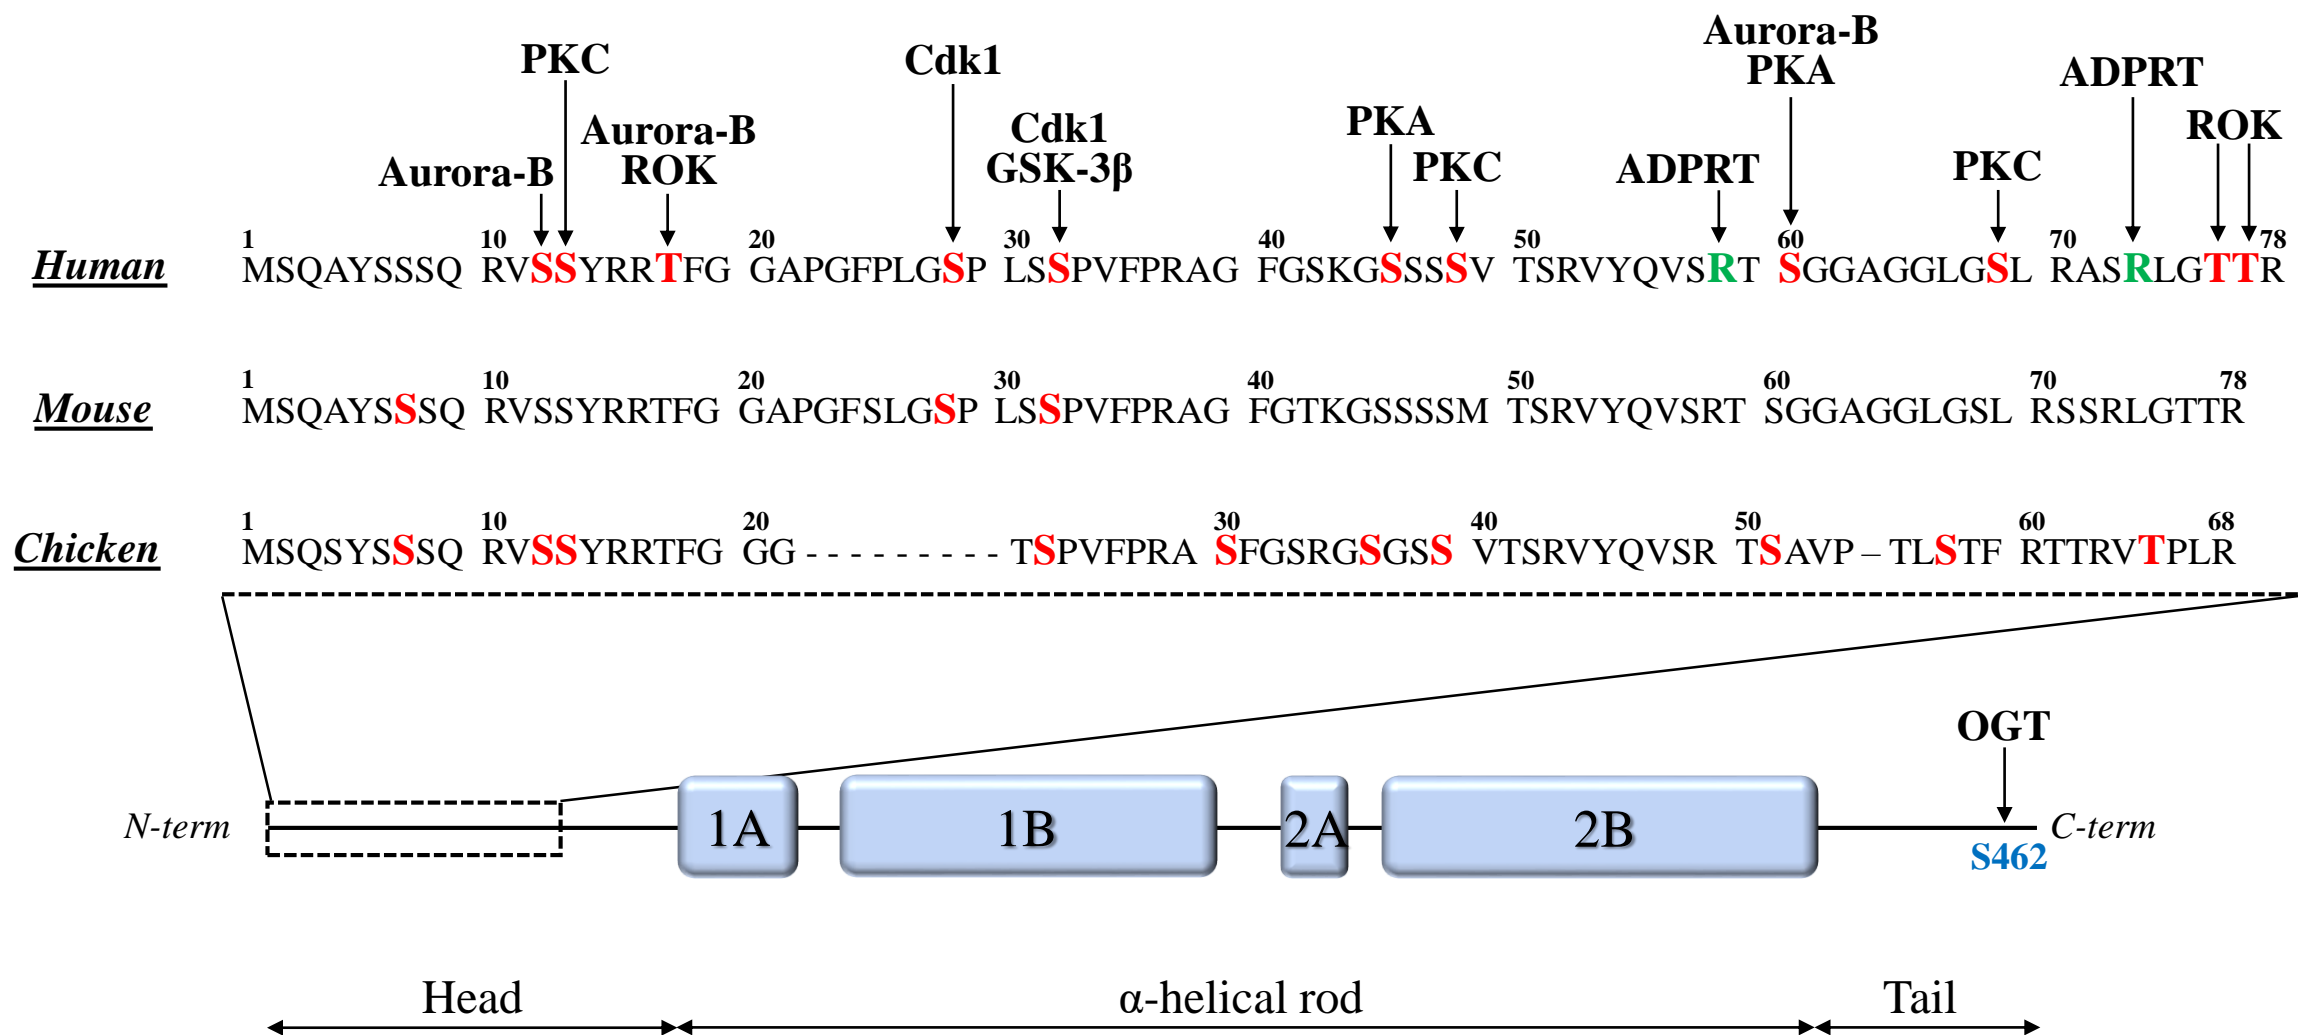 Aurora-B
PKC
Cdk1
PKA
ADPRT
Aurora-B
Cdk1
PKA
ROK
Aurora-B
ROK
GSK-3β
PKC
ADPRT
PKC
1 10 20 30 40 50 60 70 78
Human MSQAYSSSQ RVSSYRRTFG GAPGFPLGSP LSSPVFPRAG FGSKGSSSSV TSRVYQVSRT SGGAGGLGSL RASRLGTTR
1 10 20 30 40 50 60 70 78
Mouse MSQAYSSSQ RVSSYRRTFG GAPGFSLGSP LSSPVFPRAG FGTKGSSSSM TSRVYQVSRT SGGAGGLGSL RSSRLGTTR
1 10 20 30 40 50 60 68
Chicken MSQSYSSSQ RVSSYRRTFG GG - - - - - - - - - TSPVFPRA SFGSRGSGSS VTSRVYQVSR TSAVP – TLSTF RTTRVTPLR
OGT
N-term 1A 1B 2A 2B C-term
S462
Head α-helical rod Tail